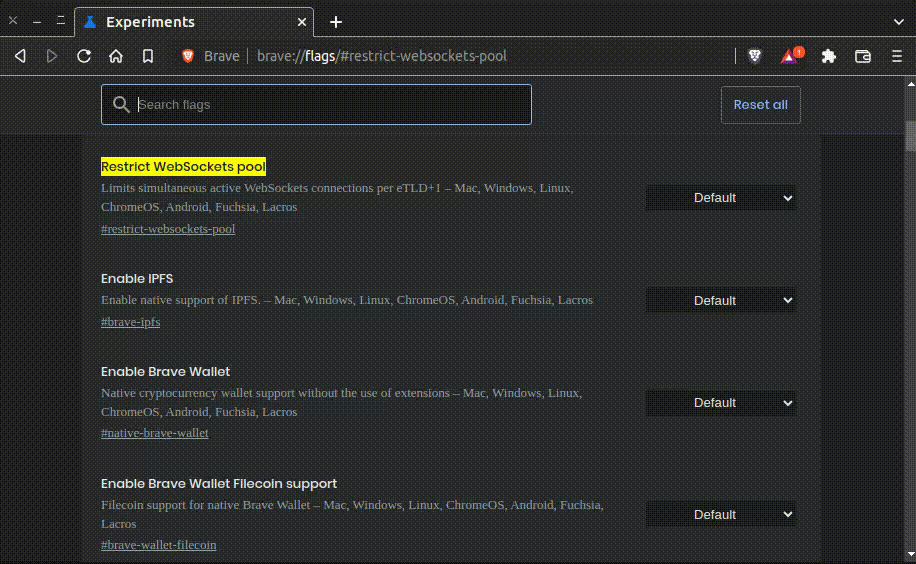 Experiments
Brave
brave://flags/#restrict-websockets-pool
1
Search flags
Reset all
Restrict WebSockets pool
Limits simultaneous active WebSockets connections per eTLD+1 – Mac, Windows, Linux,
ChromeOS, Android, Fuchsia, Lacros
#restrict-websockets-pool
Default
Enable IPFS
Enable native support of IPFS. – Mac, Windows, Linux, ChromeOS, Android, Fuchsia, Lacros
#brave-ipfs
Default
Enable Brave Wallet
Native cryptocurrency wallet support without the use of extensions – Mac, Windows, Linux,
ChromeOS, Android, Fuchsia, Lacros
#native-brave-wallet
Default
Enable Brave Wallet Filecoin support
Filecoin support for native Brave Wallet – Mac, Windows, Linux, ChromeOS, Android, Fuchsia,
Lacros
#brave-wallet-filecoin
Default